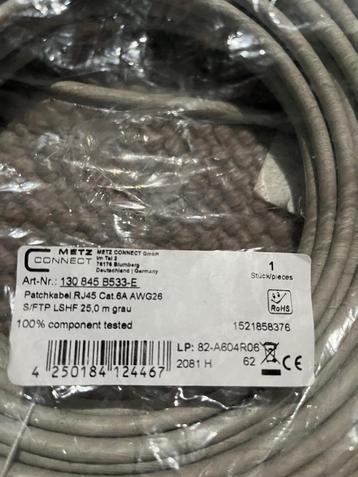 METZ CONNECT
METZ CONNECT GmbH
Im Tal 2
78176 Blumberg
Deutschland | Germany
1
Stück/pieces
Art-Nr.: 130 845 B533-E
Patchkabel RJ45 Cat.6A AWG26
S/FTP LSHF 25,0 m grau
RoHS
100% component tested
1521858376
LP: 82-A604R06
2081 H
62
4 250184 124467